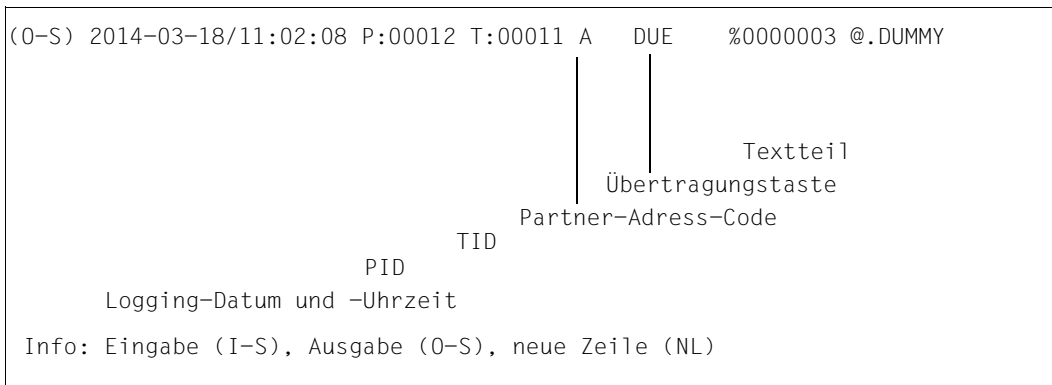 (O-S) 2014-03-18/11:02:08 P:00012 T:00011 A DUE %0000003 @.DUMMY
Textteil
Übertragungstaste
Partner-Adress-Code
TID
PID
Logging-Datum und -Uhrzeit
Info: Eingabe (I-S), Ausgabe (O-S), neue Zeile (NL)